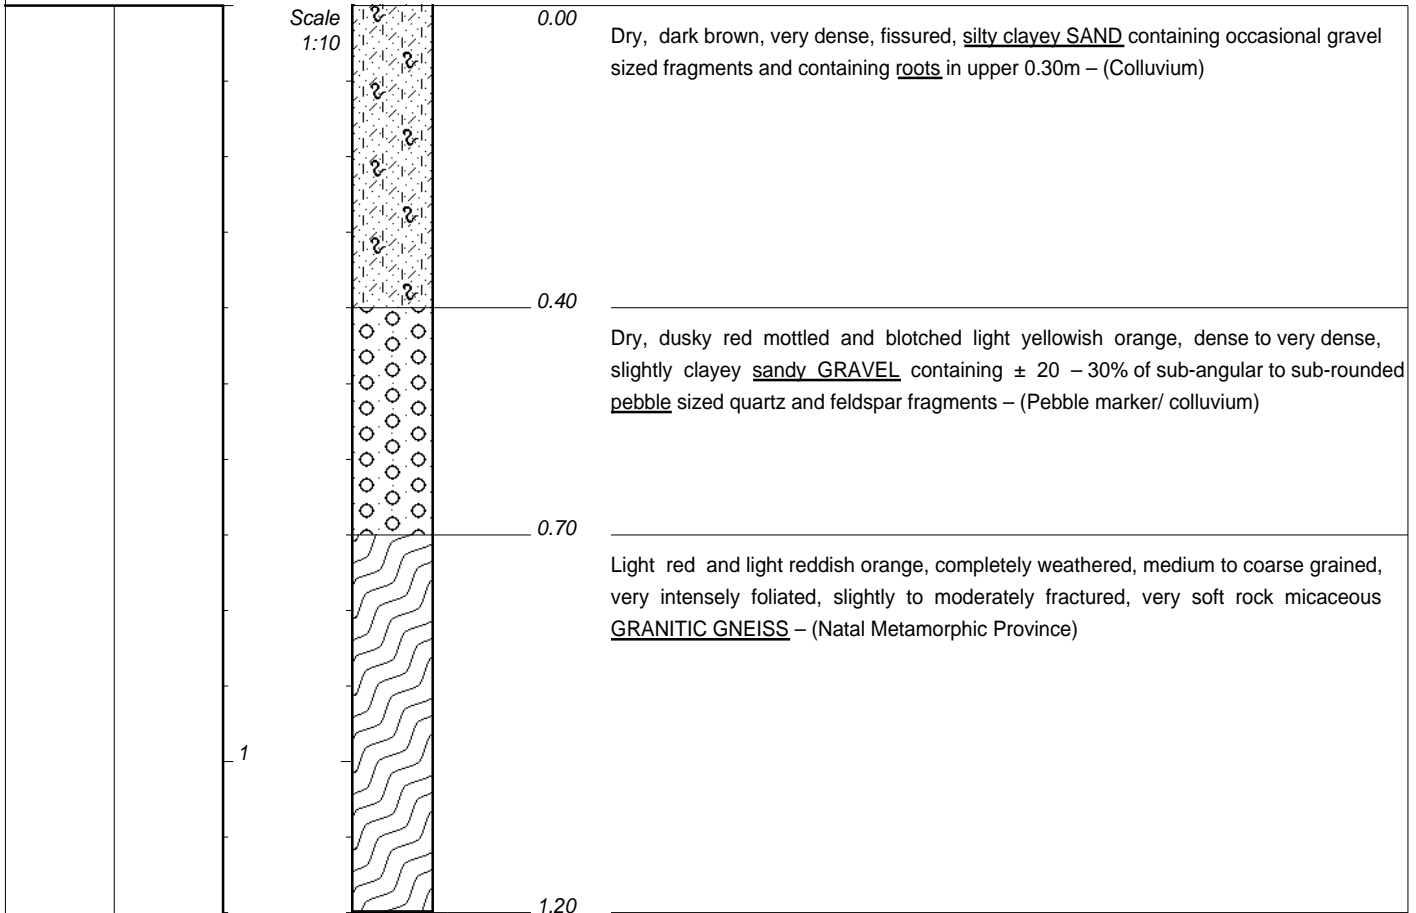 Scale
1:10
0.00
Dry, dark brown, very dense, fissured, silty clayey SAND containing occasional gravel
sized fragments and containing roots in upper 0.30m – (Colluvium)
0.40
Dry, dusky red mottled and blotched light yellowish orange, dense to very dense,
slightly clayey sandy GRAVEL containing ± 20 – 30% of sub-angular to sub-rounded
pebble sized quartz and feldspar fragments – (Pebble marker/ colluvium)
0.70
Light red and light reddish orange, completely weathered, medium to coarse grained,
very intensely foliated, slightly to moderately fractured, very soft rock micaceous
GRANITIC GNEISS – (Natal Metamorphic Province)
1
1.20